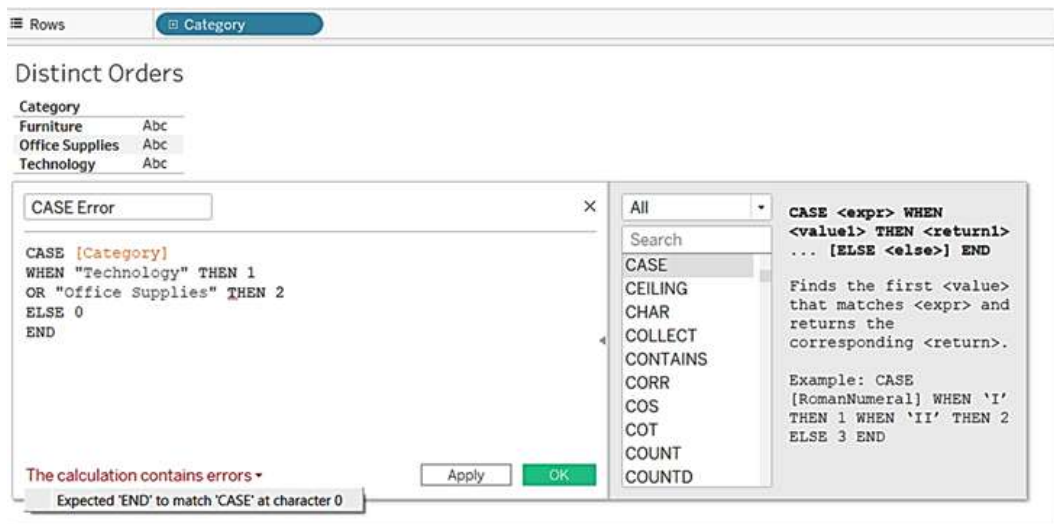 Rows
Category
Distinct Orders
Category
Furniture Abc
Office Supplies Abc
Technology Abc
CASE Error
CASE [Category]
WHEN "Technology" THEN 1
OR "Office Supplies" THEN 2
ELSE 0
END
The calculation contains errors
Apply
OK
Expected 'END' to match 'CASE' at character 0
All
Search
CASE
CEILING
CHAR
COLLECT
CONTAINS
CORR
COS
COT
COUNT
COUNTD
CASE <expr> WHEN
<value1> THEN <return1>
... [ELSE <else>] END
Finds the first <value>
that matches <expr> and
returns the
corresponding <return>.
Example: CASE
[RomanNumeral] WHEN 'I'
THEN 1 WHEN 'II' THEN 2
ELSE 3 END